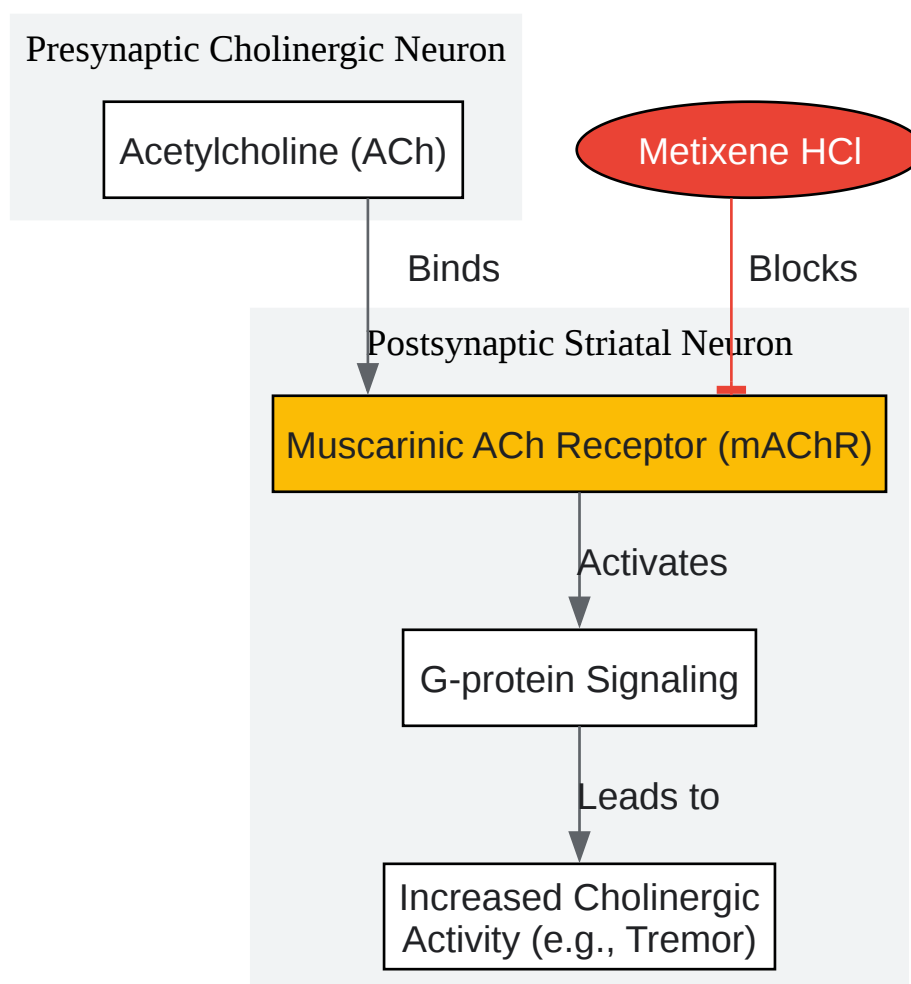 Presynaptic Cholinergic Neuron
Acetylcholine (ACh)
Metixene HCl
Binds
Blocks
Postsynaptic Striatal Neuron
Muscarinic ACh Receptor (mAChR)
Activates
G-protein Signaling
Leads to
Increased Cholinergic
Activity (e.g., Tremor)